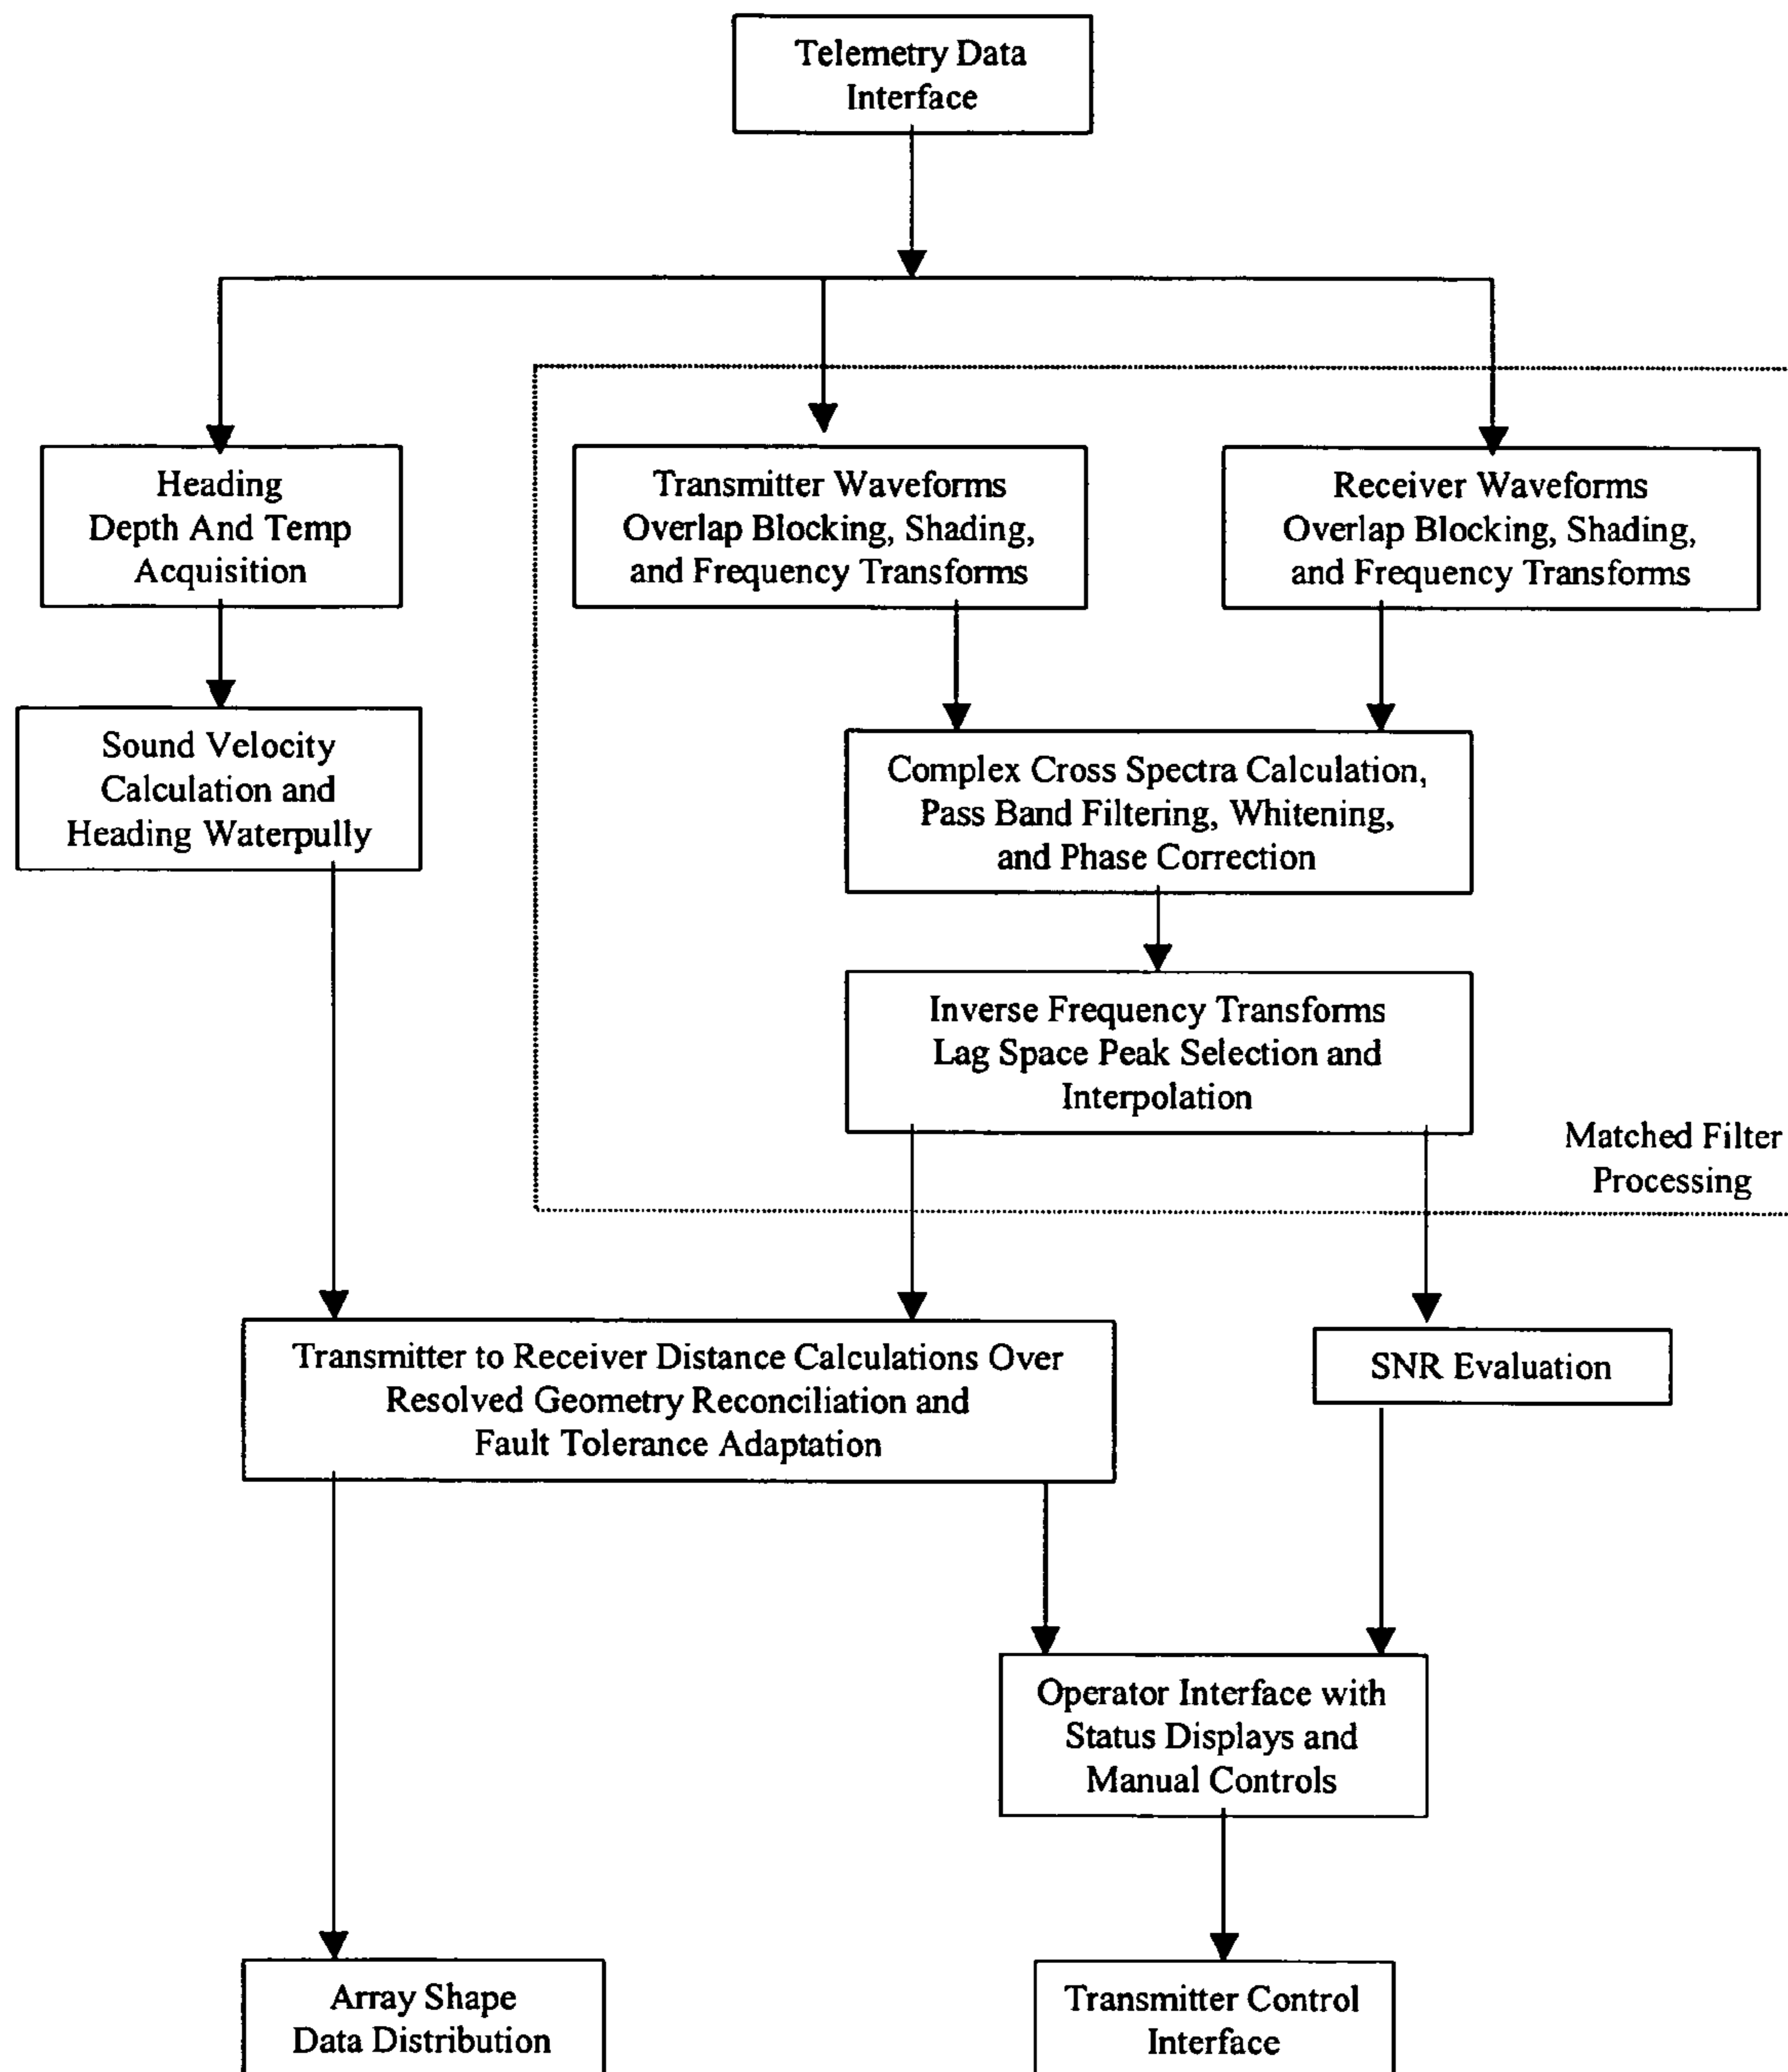 Telemetry Data
Interface
Heading
Depth And Temp
Acquisition
Transmitter Waveforms
Overlap Blocking, Shading,
and Frequency Transforms
Receiver Waveforms
Overlap Blocking, Shading,
and Frequency Transforms
Sound Velocity
Calculation and
Heading Waterpully
Complex Cross Spectra Calculation,
Pass Band Filtering, Whitening,
and Phase Correction
Inverse Frequency Transforms
Lag Space Peak Selection and
Interpolation
Matched Filter
Processing
Transmitter to Receiver Distance Calculations Over
Resolved Geometry Reconciliation and
Fault Tolerance Adaptation
SNR Evaluation
Operator Interface with
Status Displays and
Manual Controls
Array Shape
Data Distribution
Transmitter Control
Interface